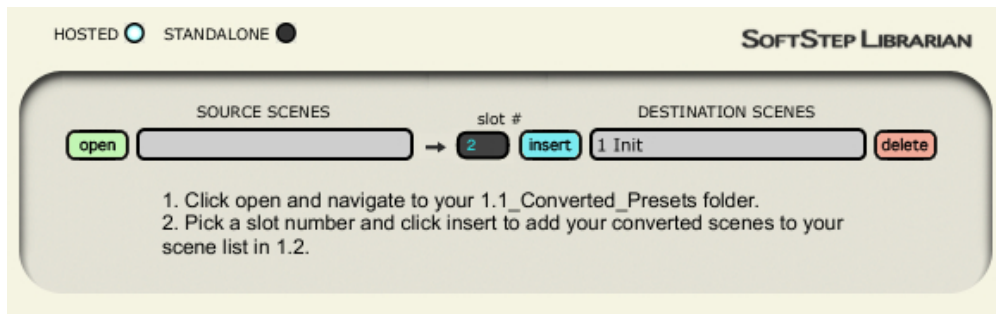 HOSTED STANDALONE
SOFTSTEP LIBRARIAN
SOURCE SCENES
slot #
DESTINATION SCENES
open
2
insert
1 Init
delete
1. Click open and navigate to your 1.1_Converted_Presets folder.
2. Pick a slot number and click insert to add your converted scenes to your
scene list in 1.2.